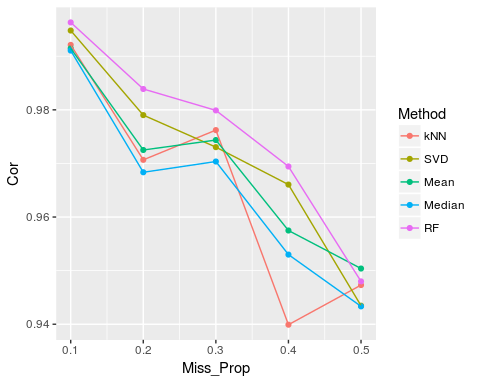 Cor
0.98
0.96
0.94
0.1 0.2 0.3 0.4 0.5
Miss_Prop
Method
kNN
SVD
Mean
Median
RF